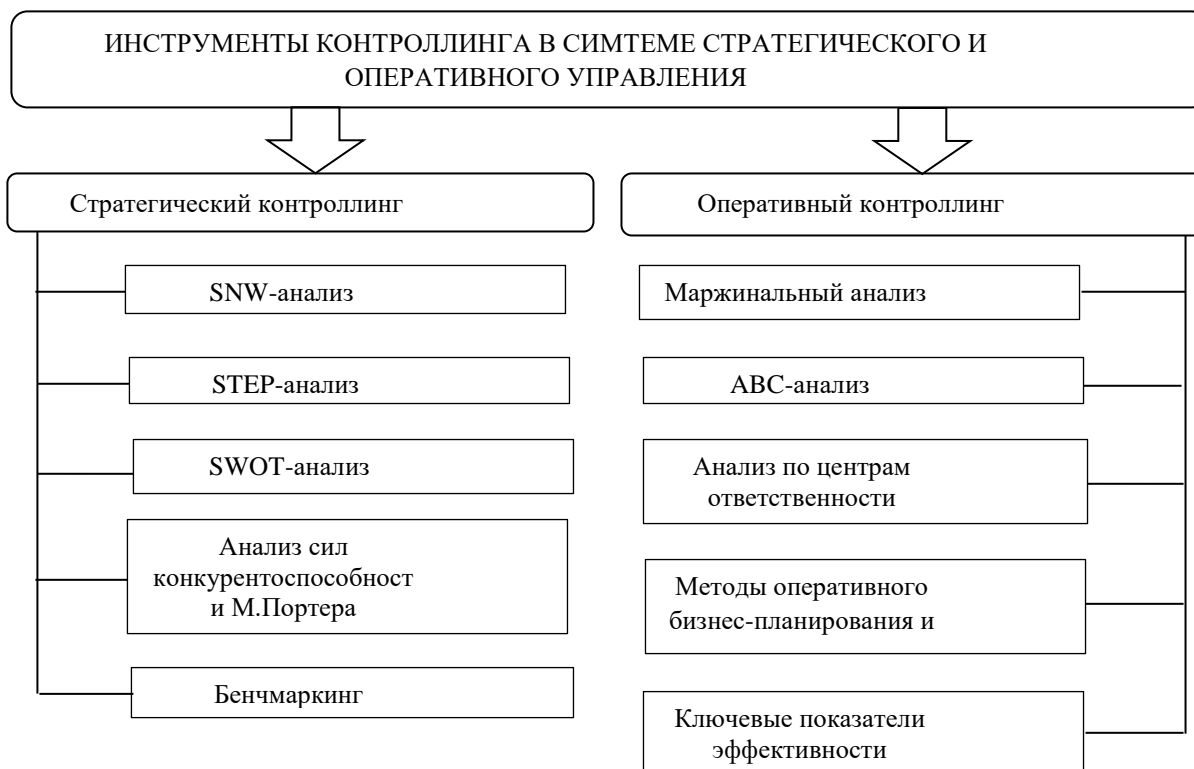 ИНСТРУМЕНТЫ КОНТРОЛЛИНГА В СИМТЕМЕ СТРАТЕГИЧЕСКОГО И
ОПЕРАТИВНОГО УПРАВЛЕНИЯ
Стратегический контроллинг
SNW-анализ
STEP-анализ
SWOT-анализ
Анализ сил
конкурентоспособност
и М.Портера
Бенчмаркинг
Оперативный контроллинг
Маржинальный анализ
ABC-анализ
Анализ по центрам
ответственности
Методы оперативного
бизнес-планирования и
Ключевые показатели
эффективности